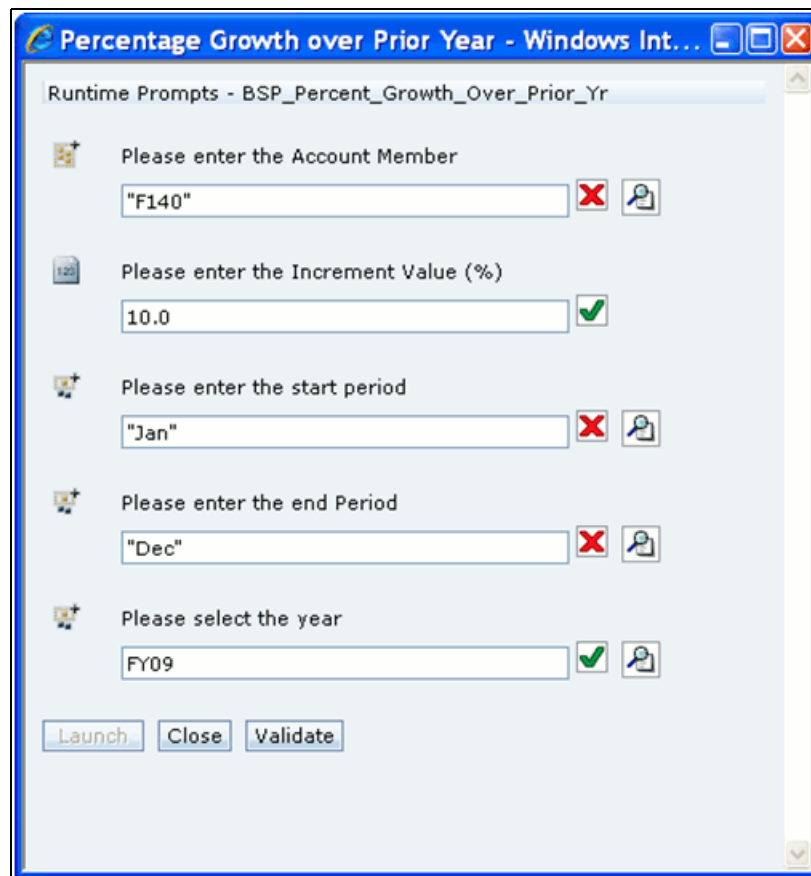 Percentage Growth over Prior Year - Windows Int...
Runtime Prompts - BSP_Percent_Growth_Over_Prior_Yr
Please enter the Account Member
"F140"
Please enter the Increment Value (%)
123
10.0
Please enter the start period
"Jan"
Please enter the end Period
"Dec"
Please select the year
FY09
Launch Close Validate